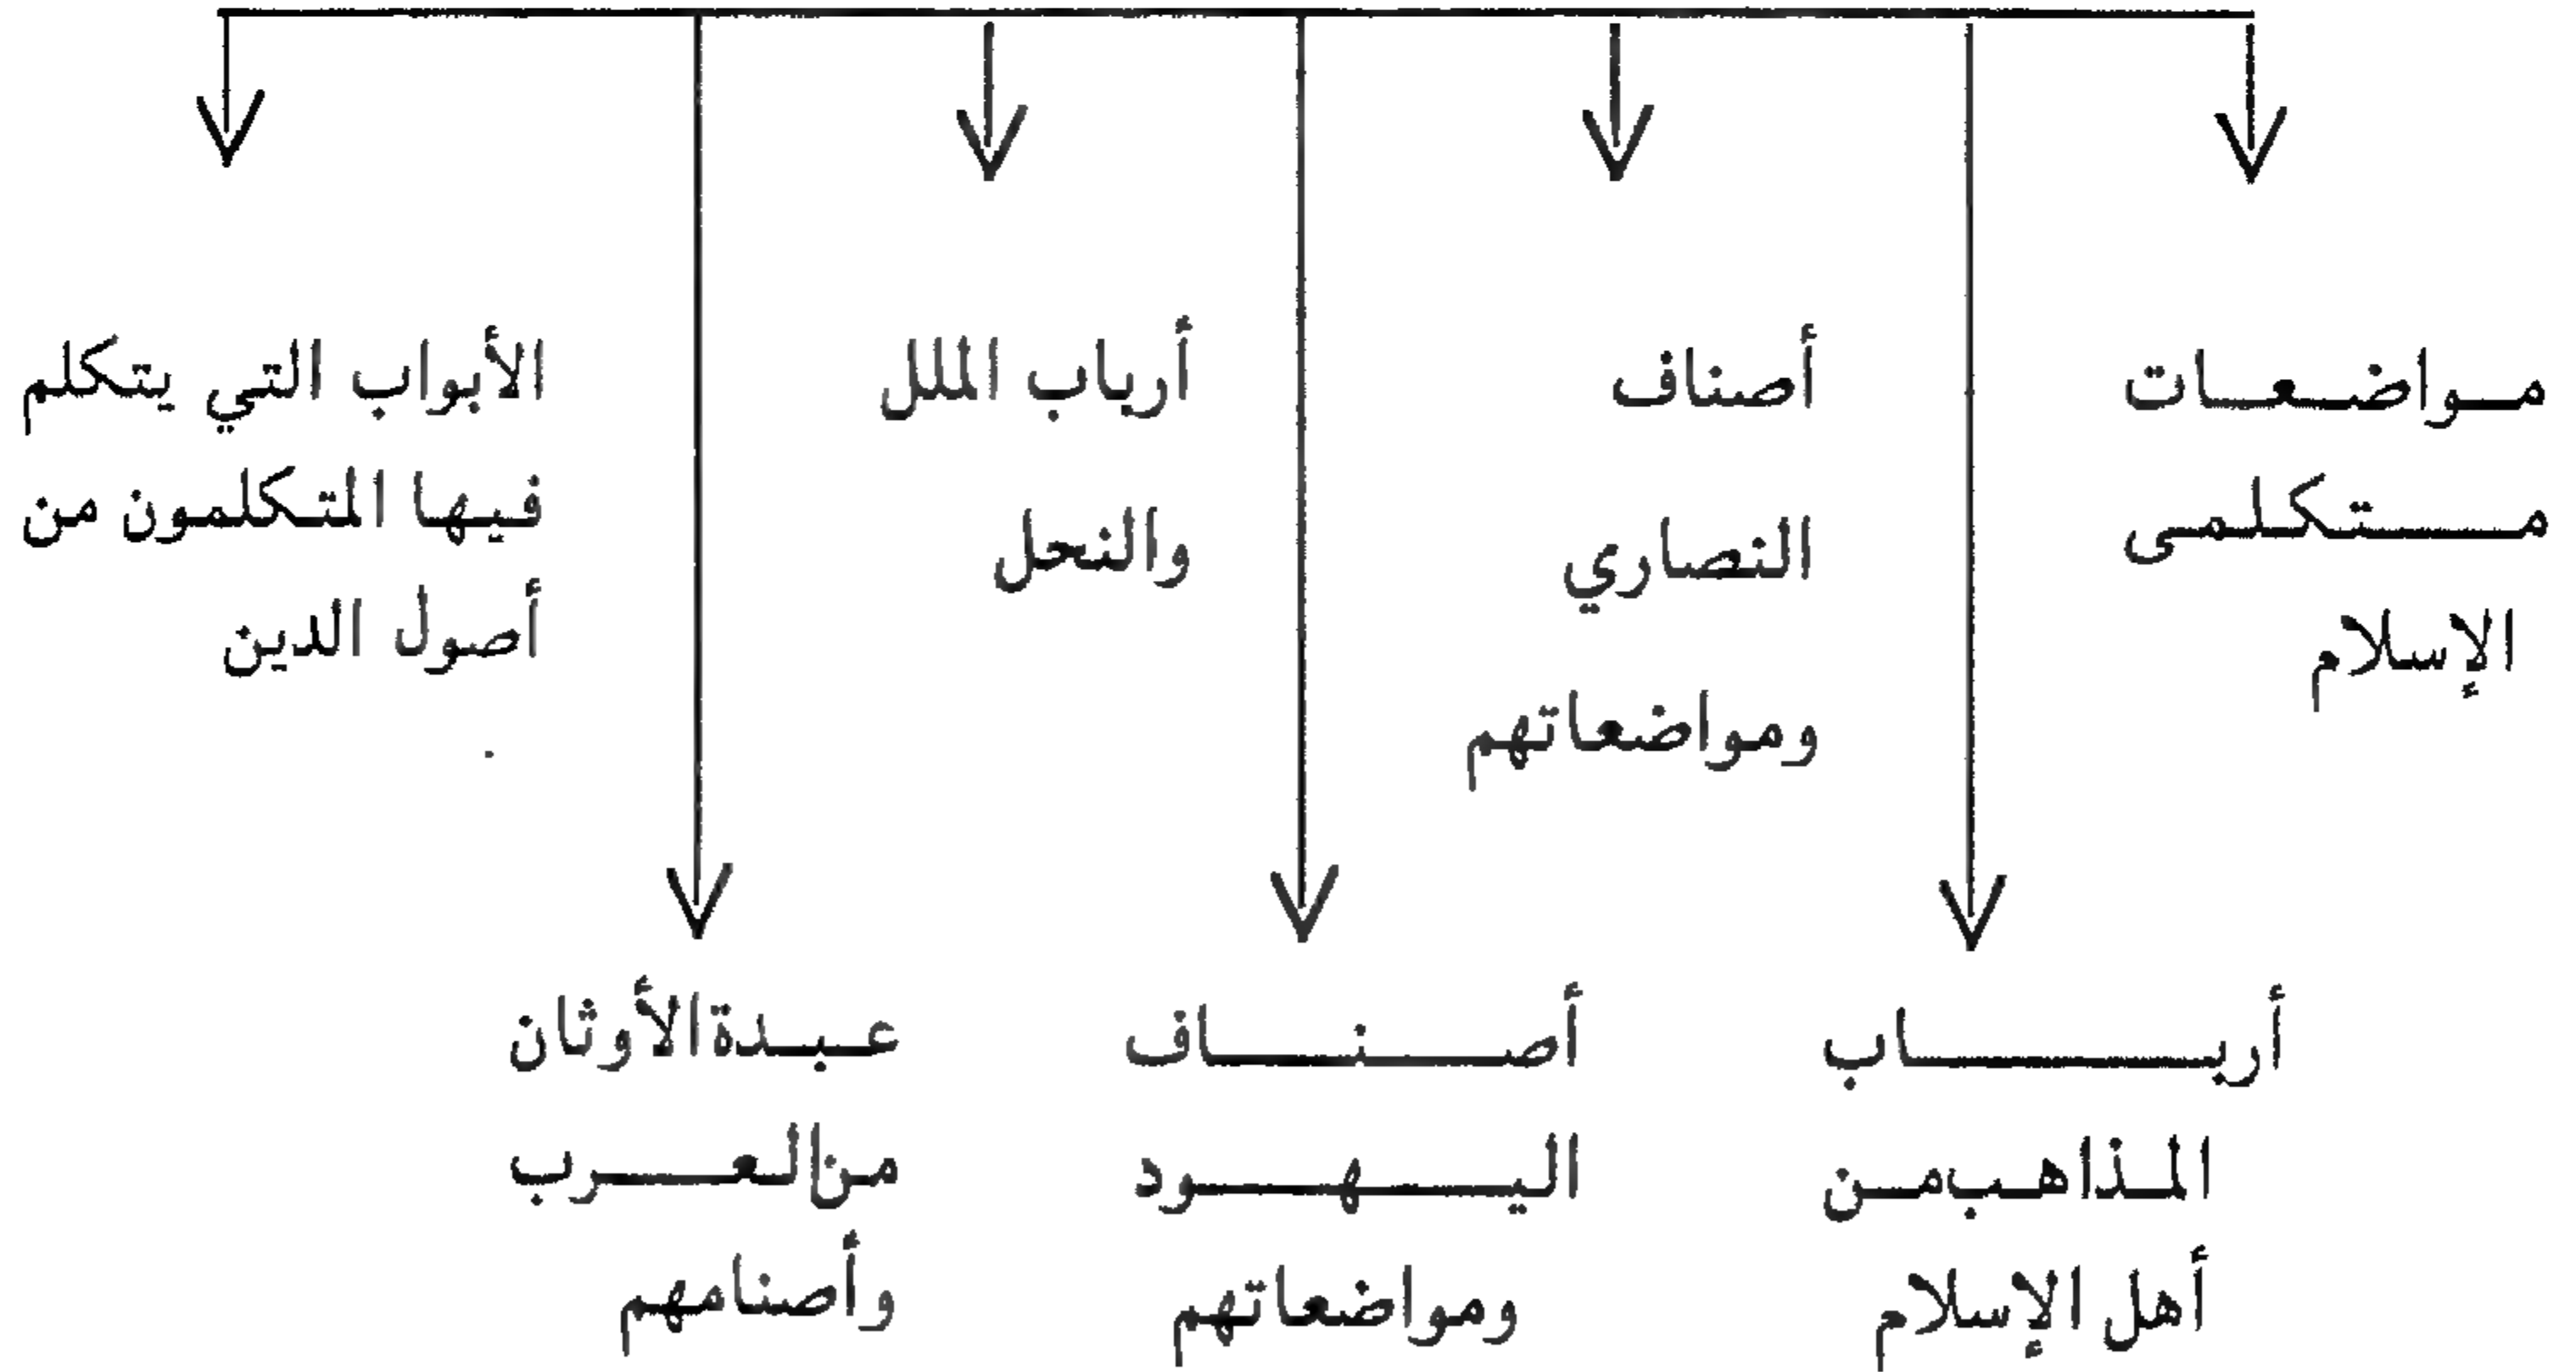 مواضعات
متكلمى
الإسلام
أرباب
المذاهب من
أهل الإسلام
أصناف
النصاري
ومواضعاتهم
أصناف
اليهود
ومواضعاتهم
أرباب الملل
والنحل
عبدة الأوثان
من العرب
وأصنامهم
الأبواب التي يتكلم
فيها المتكلمون من
أصول الدين